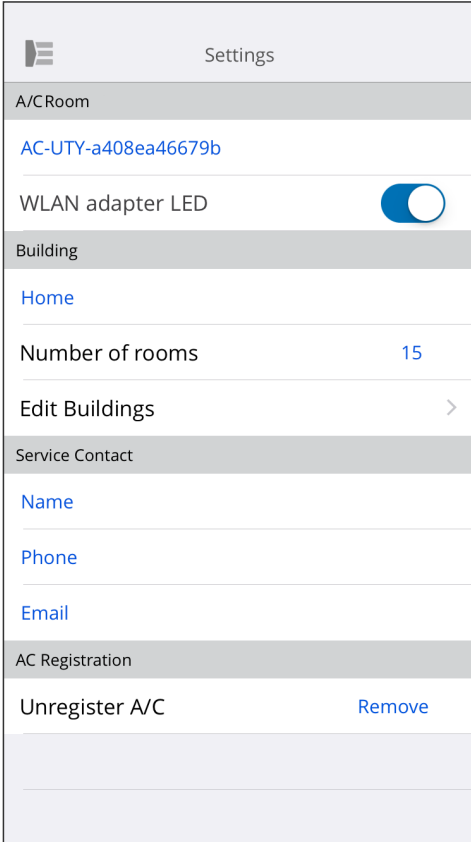 Settings
A/C Room
AC-UTY-a408ea46679b
WLAN adapter LED
Building
Home
Number of rooms 15
Edit Buildings
Service Contact
Name
Phone
Email
AC Registration
Unregister A/C Remove